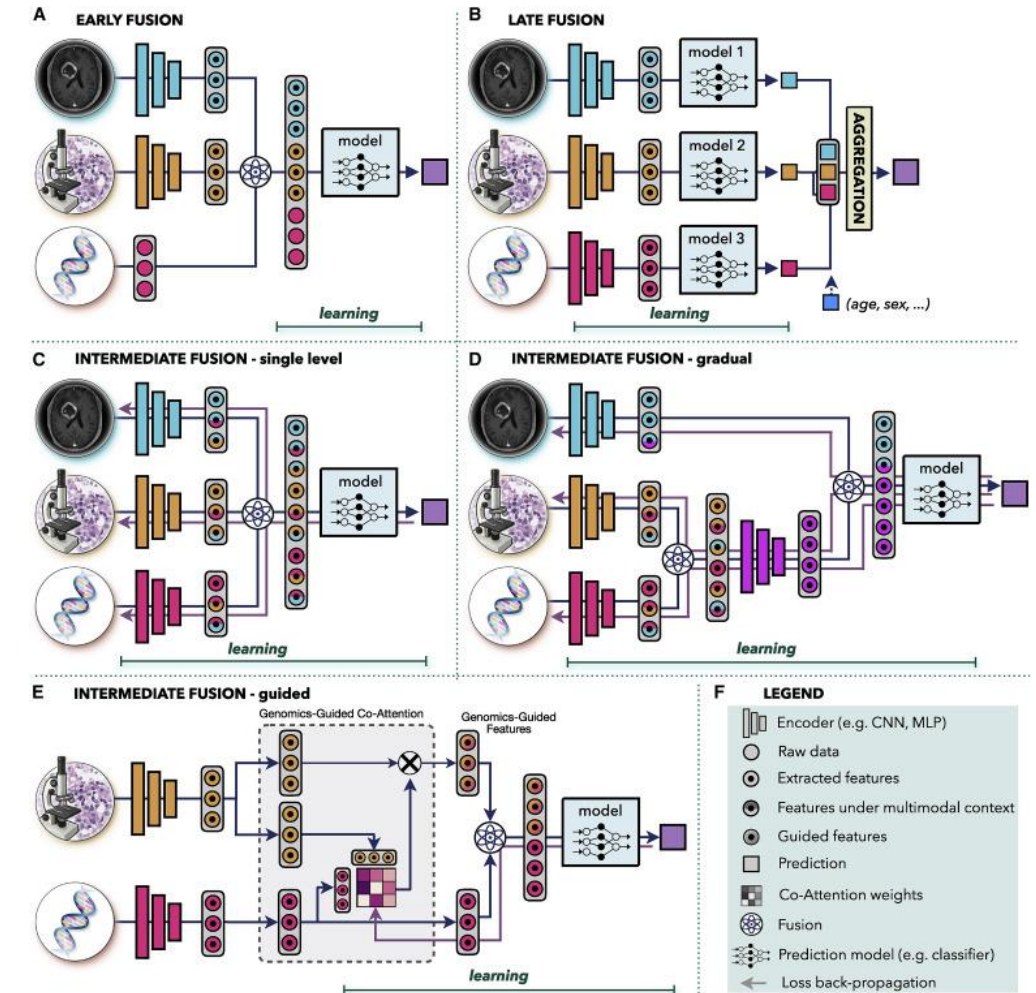 A EARLY FUSION
model
learning
B LATE FUSION
model 1
model 2
model 3
AGGREGATION
(age, sex, ...)
learning
C INTERMEDIATE FUSION - single level
model
learning
D INTERMEDIATE FUSION - gradual
model
learning
E INTERMEDIATE FUSION - guided
Genomics-Guided Co-Attention
Genomics-Guided
Features
model
learning
F LEGEND
Encoder (e.g. CNN, MLP)
Raw data
Extracted features
Features under multimodal context
Guided features
Prediction
Co-Attention weights
Fusion
Prediction model (e.g. classifier)
Loss back-propagation